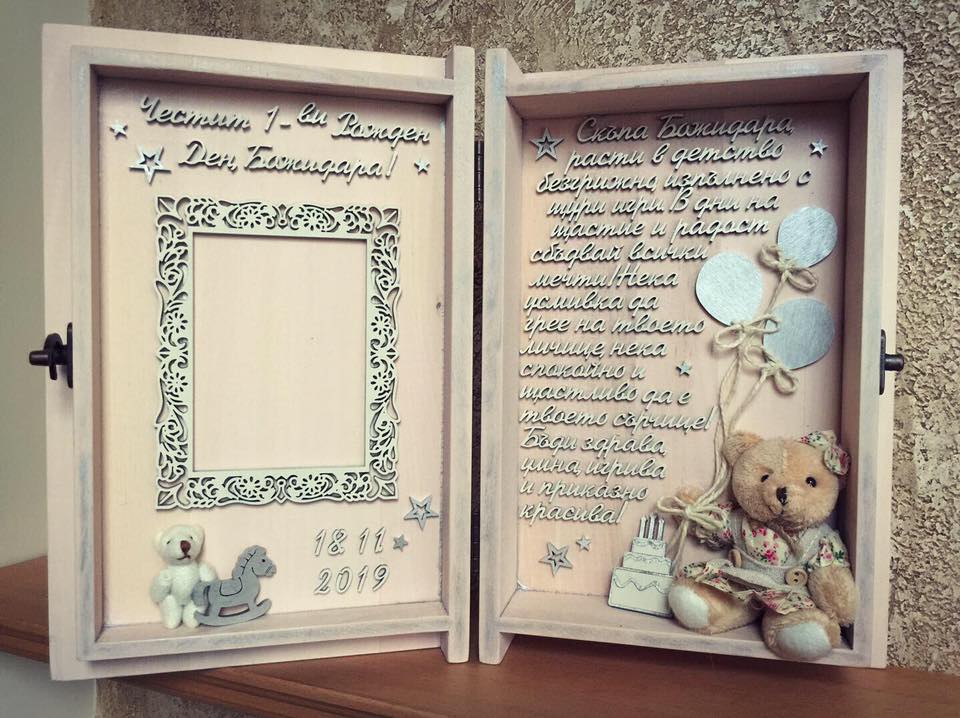 Честит 1-ви Рожден
Ден, Божидара!
18. 11
2019
Скъпа Божидара,
расти в детство
безгрижно, изпълнено с
щури игри! В дни на
щастие и радост
сбъдвай всички
мечти! Нека
усмивка да
грее на твоето
личице, нека
спокойно и
щастливо да е
твоето сърчице!
Бъди здрава,
умна, игрива
и приказно
красива!